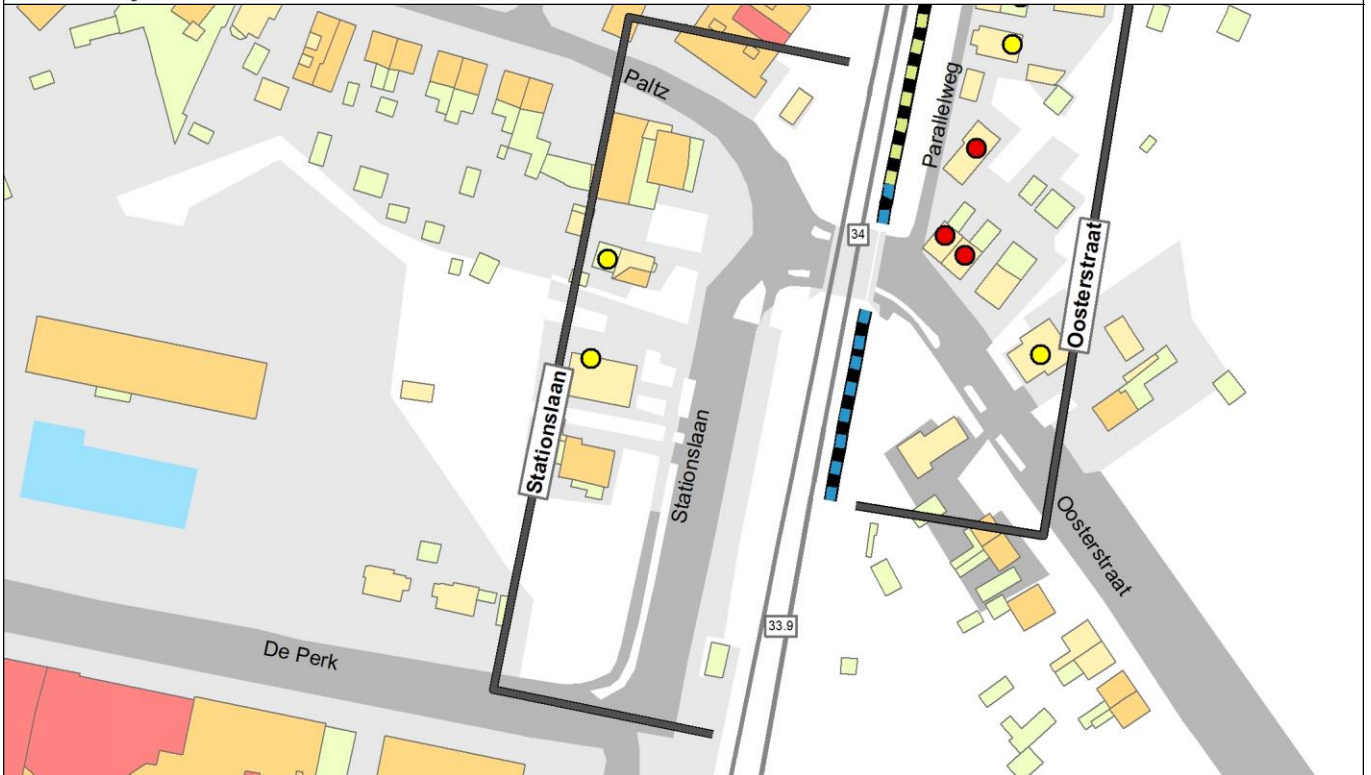 Paltz
Parallelweg
34
Oosterstraat
Stationslaan
Stationslaan
Oosterstraat
33.9
De Perk